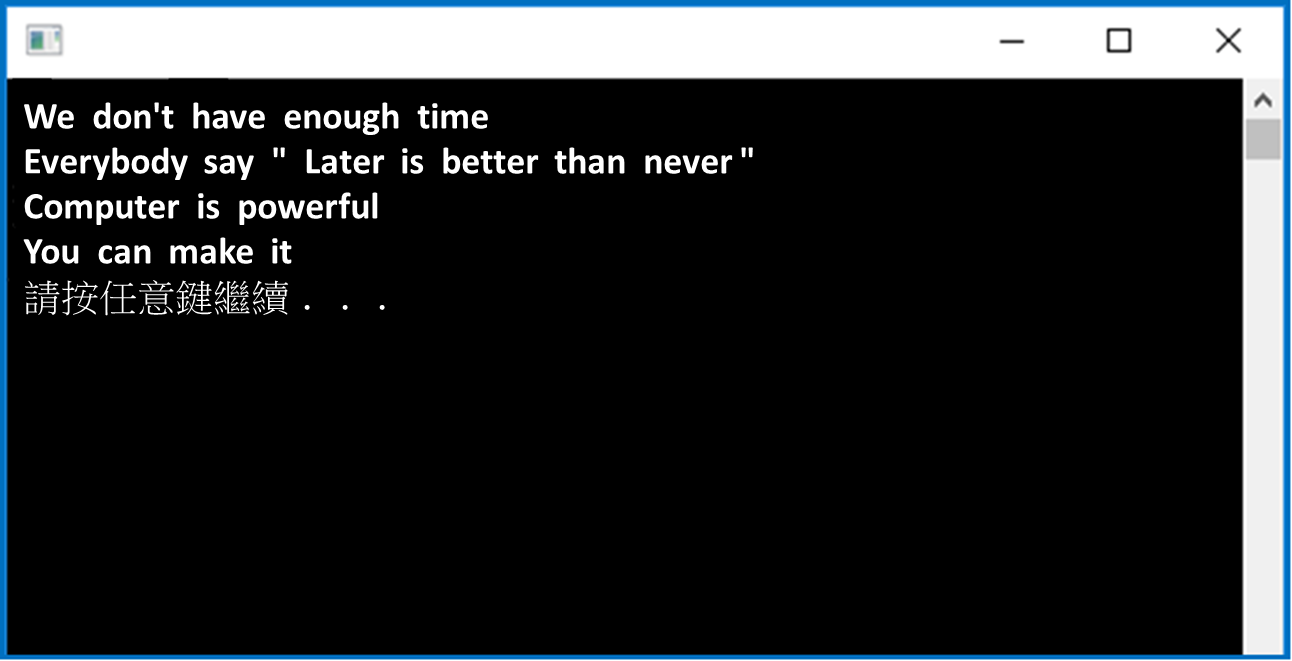 We don't have enough time
Everybody say " Later is better than never"
Computer is powerful
You can make it
請按任意鍵繼續 . . .